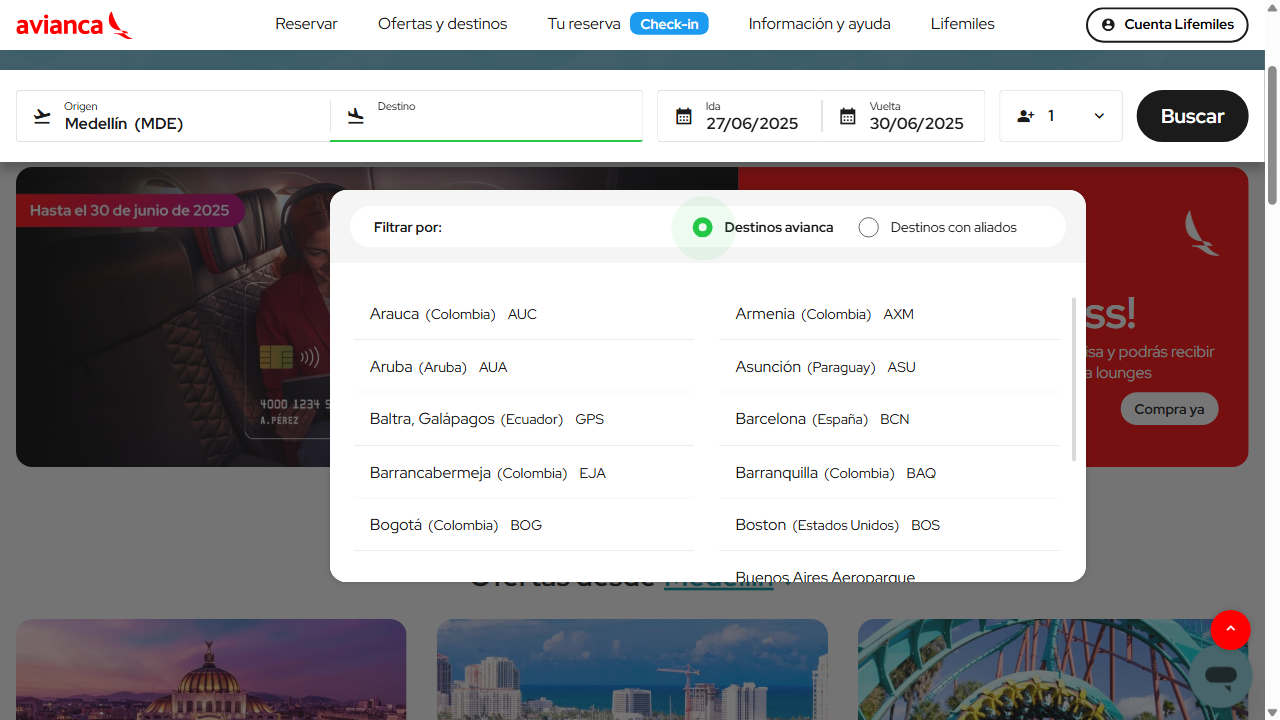 avianca
Reservar
Ofertas y destinos
Tu reserva
Check-in
Información y ayuda
Lifemiles
Cuenta Lifemiles
Origen
Medellín (MDE)
Destino
Ida
27/06/2025
Vuelta
30/06/2025
1
Buscar
Hasta el 30 de junio de 2025
Filtrar por:
Destinos avianca
Destinos con aliados
Arauca (Colombia) AUC
Armenia (Colombia) AXM
Aruba (Aruba) AUA
Asunción (Paraguay) ASU
Baltra, Galápagos (Ecuador) GPS
Barcelona (España) BCN
Barrancabermeja (Colombia) EJA
Barranquilla (Colombia) BAQ
Bogotá (Colombia) BOG
Boston (Estados Unidos) BOS
Buenos Aires Aeroparque
ss!
isa y podrás recibir
a lounges
Compra ya
4000 1234 5
A.PÉREZ
Ofertas desde Medellín